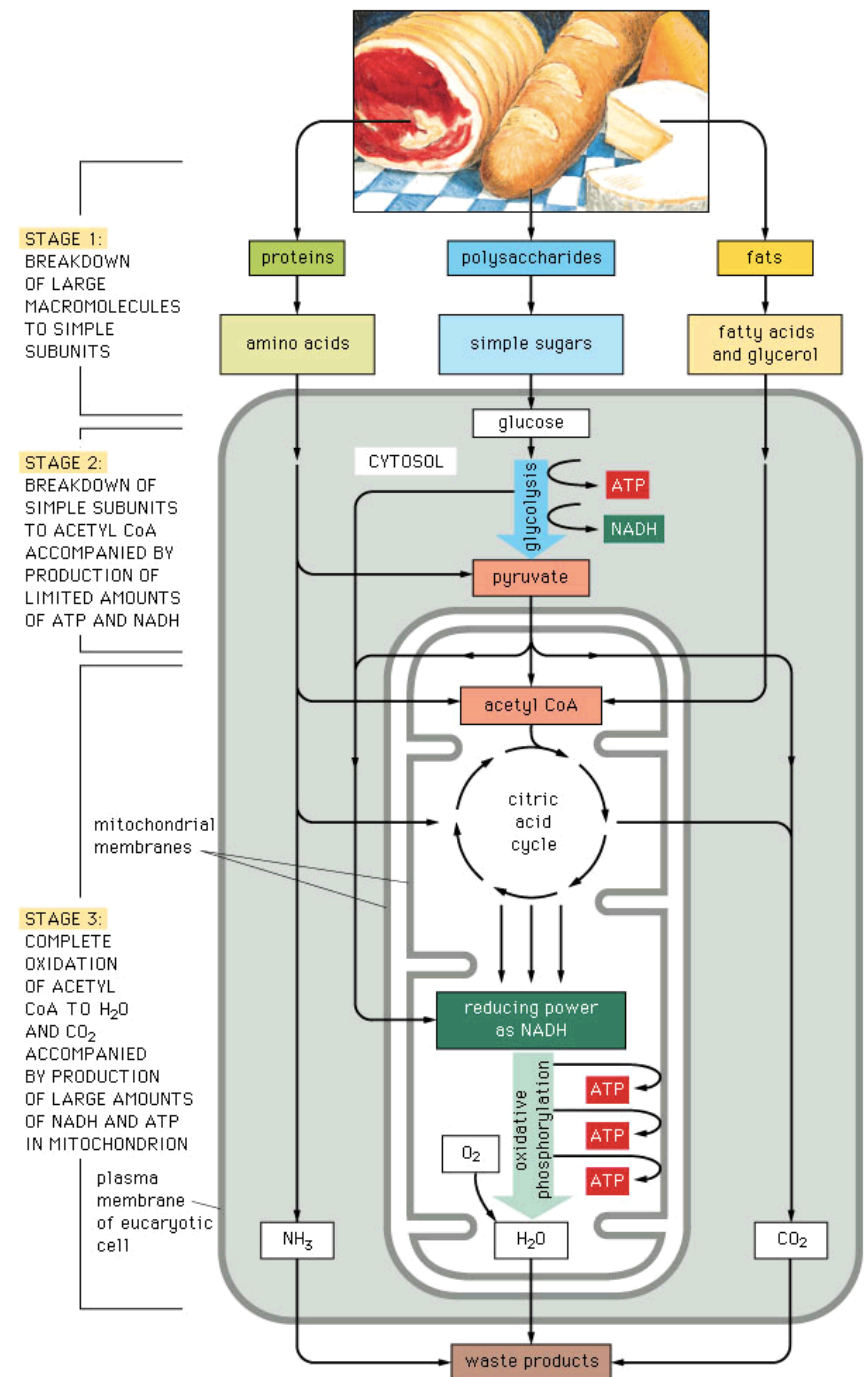 STAGE 1:
BREAKDOWN
OF LARGE
MACROMOLECULES
TO SIMPLE
SUBUNITS
proteins
polysaccharides
fats
amino acids
simple sugars
fatty acids
and glycerol
glucose
CYTOSOL
STAGE 2:
BREAKDOWN OF
SIMPLE SUBUNITS
TO ACETYL CoA
ACCOMPANIED BY
PRODUCTION OF
LIMITED AMOUNTS
OF ATP AND NADH
glycolysis
ATP
NADH
pyruvate
acetyl CoA
citric
acid
cycle
mitochondrial
membranes
STAGE 3:
COMPLETE
OXIDATION
OF ACETYL
CoA TO H₂O
AND CO₂
ACCOMPANIED
BY PRODUCTION
OF LARGE AMOUNTS
OF NADH AND ATP
IN MITOCHONDRION
reducing power
as NADH
oxidative
phosphorylation
ATP
ATP
ATP
O₂
plasma
membrane
of eucaryotic
cell
NH₃
H₂O
CO₂
waste products